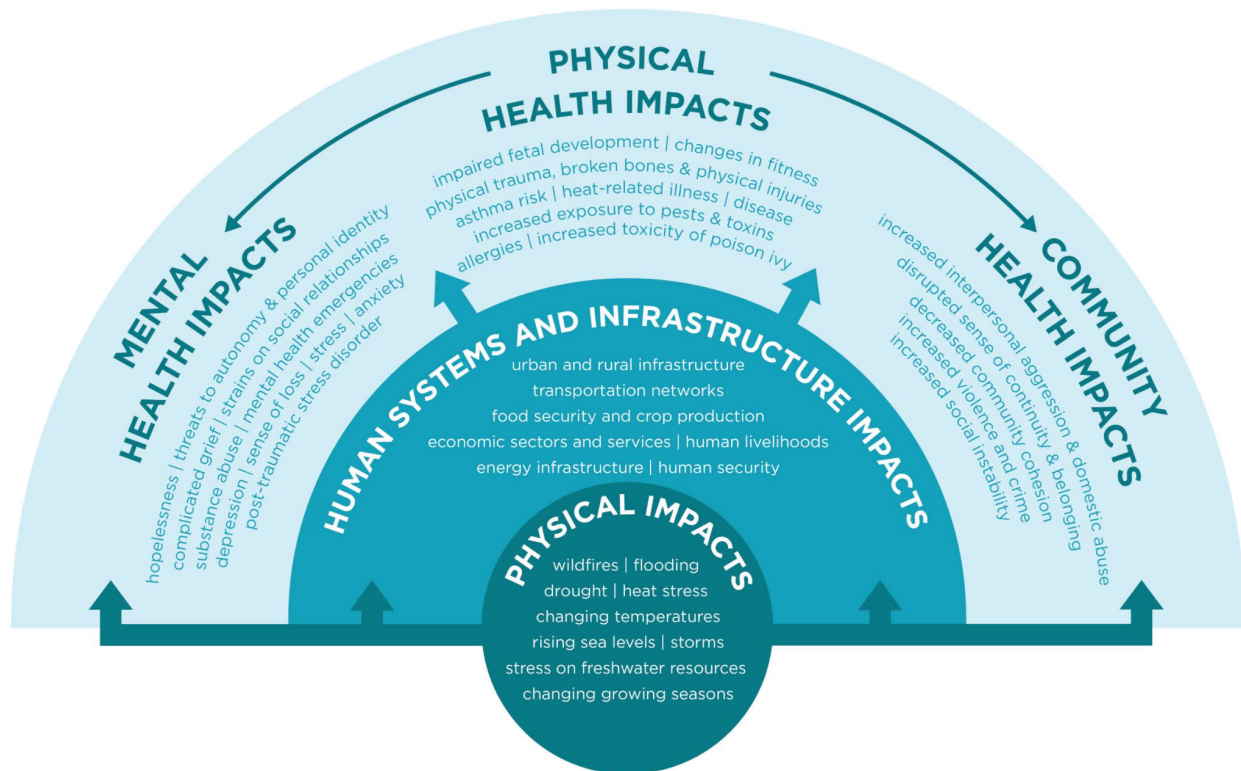 PHYSICAL
HEALTH IMPACTS
impaired fetal development | changes in fitness
physical trauma, broken bones & physical injuries
asthma risk | heat-related illness | disease
increased exposure to pests & toxins
allergies | increased toxicity of poison ivy
MENTAL
HEALTH IMPACTS
hopelessness | threats to autonomy & personal identity
complicated grief | strains on social relationships
substance abuse | mental health emergencies
depression | sense of loss | stress | anxiety
post-traumatic stress disorder
COMMUNITY
HEALTH IMPACTS
increased interpersonal aggression & domestic abuse
disrupted sense of continuity & belonging
decreased community cohesion
increased violence and crime
increased social instability
HUMAN SYSTEMS AND INFRASTRUCTURE IMPACTS
urban and rural infrastructure
transportation networks
food security and crop production
economic sectors and services | human livelihoods
energy infrastructure | human security
PHYSICAL IMPACTS
wildfires | flooding
drought | heat stress
changing temperatures
rising sea levels | storms
stress on freshwater resources
changing growing seasons